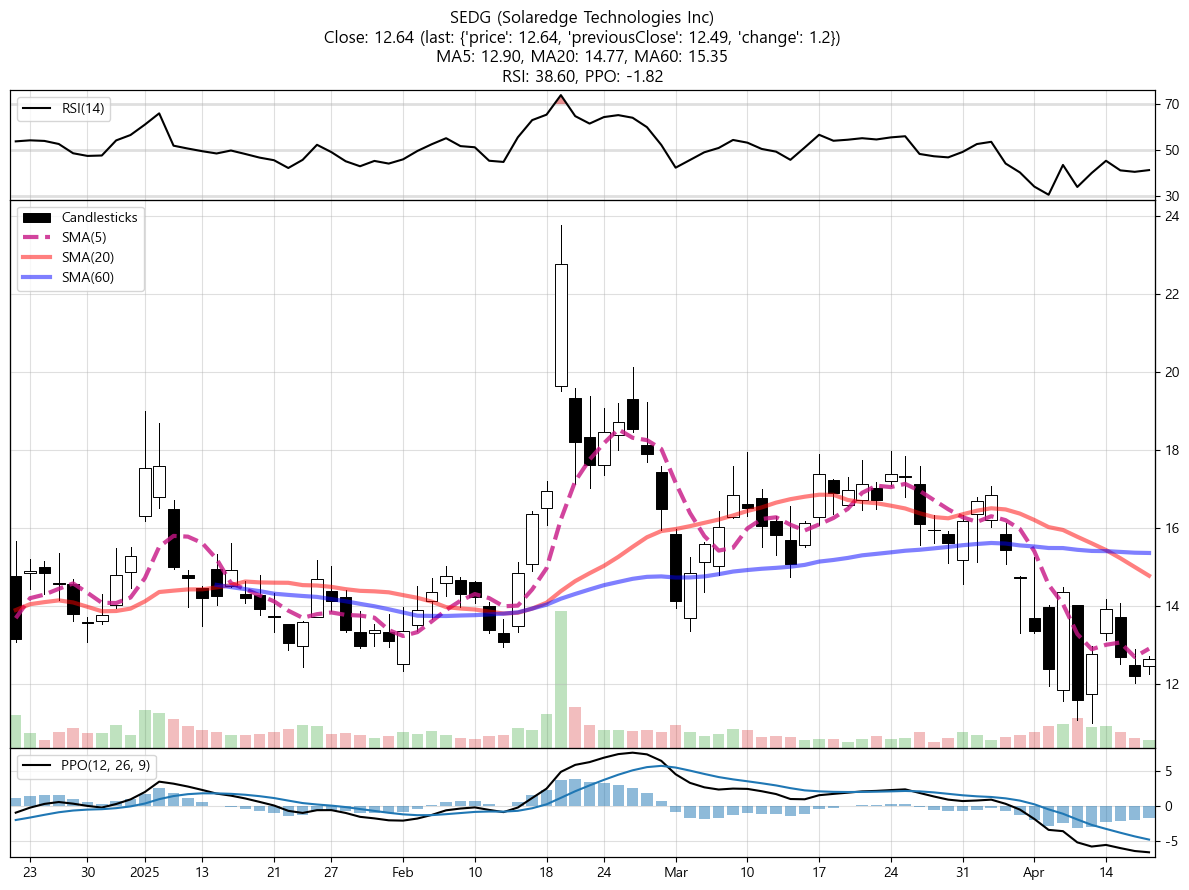 SEDG (Solaredge Technologies Inc)
Close: 12.64 (last: {'price': 12.64, 'previousClose': 12.49, 'change': 1.2})
MA5: 12.90, MA20: 14.77, MA60: 15.35
RSI: 38.60, PPO: -1.82
RSI(14)
70
50
30
Candlesticks
SMA(5)
SMA(20)
SMA(60)
24
22
20
18
16
14
12
PPO(12, 26, 9)
5
0
-5
23 30 2025 13 21 27 Feb 10 18 24 Mar 10 17 24 31 Apr 14